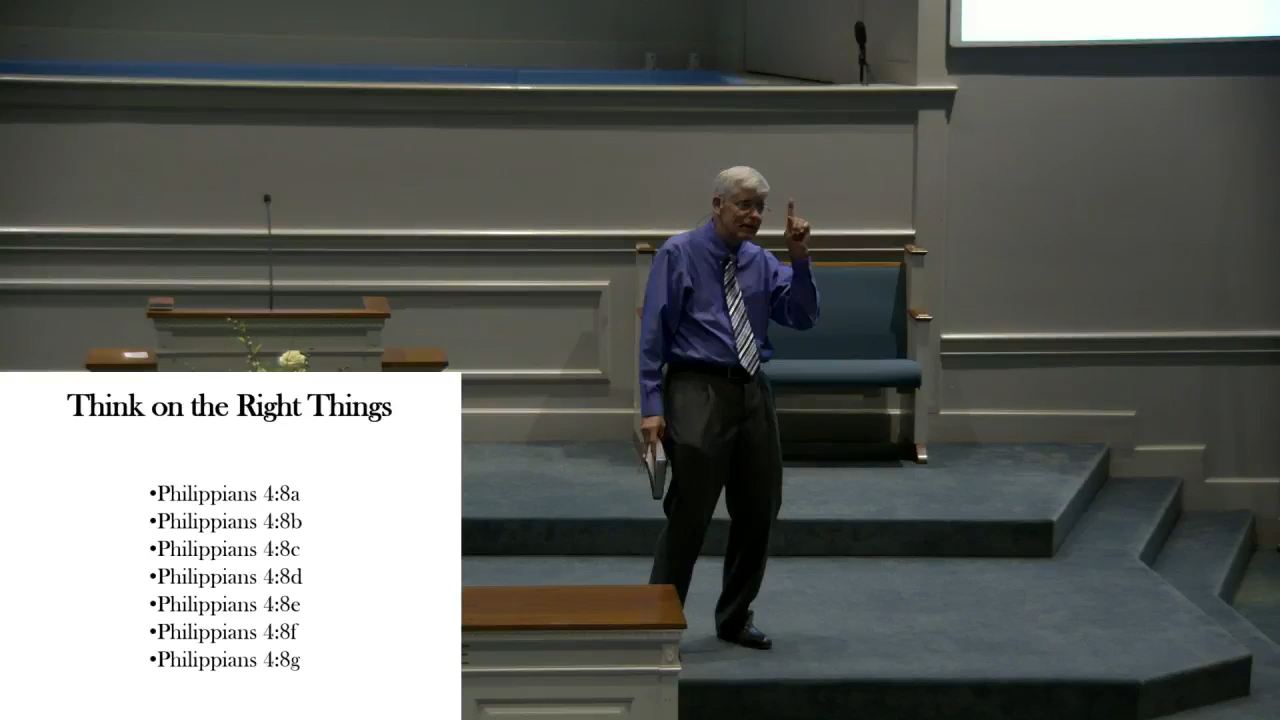 Think on the Right Things
•Philippians 4:8a
•Philippians 4:8b
•Philippians 4:8c
•Philippians 4:8d
•Philippians 4:8e
•Philippians 4:8f
•Philippians 4:8g